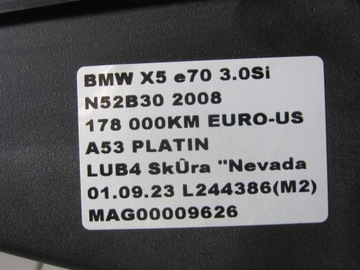 BMW X5 e70 3.0Si
N52B30 2008
178 000KM EURO-US
A53 PLATIN
LUB4 SkÛra "Nevada
01.09.23 L244386(M2)
MAG00009626